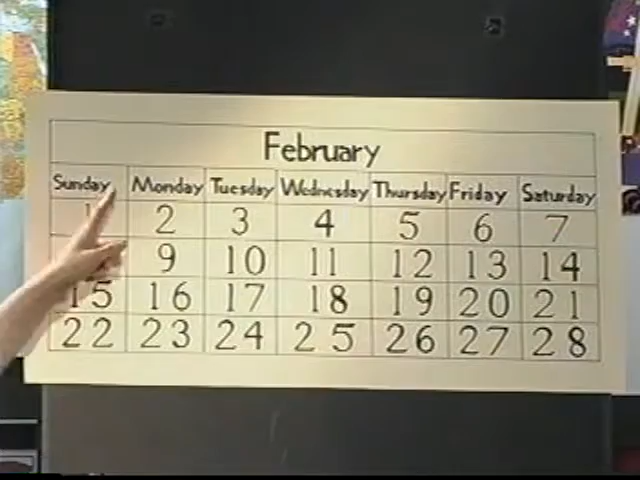 February
Sunday Monday Tuesday Wednesday Thursday Friday Saturday
1 2 3 4 5 6 7
9 10 11 12 13 14
15 16 17 18 19 20 21
22 23 24 25 26 27 28